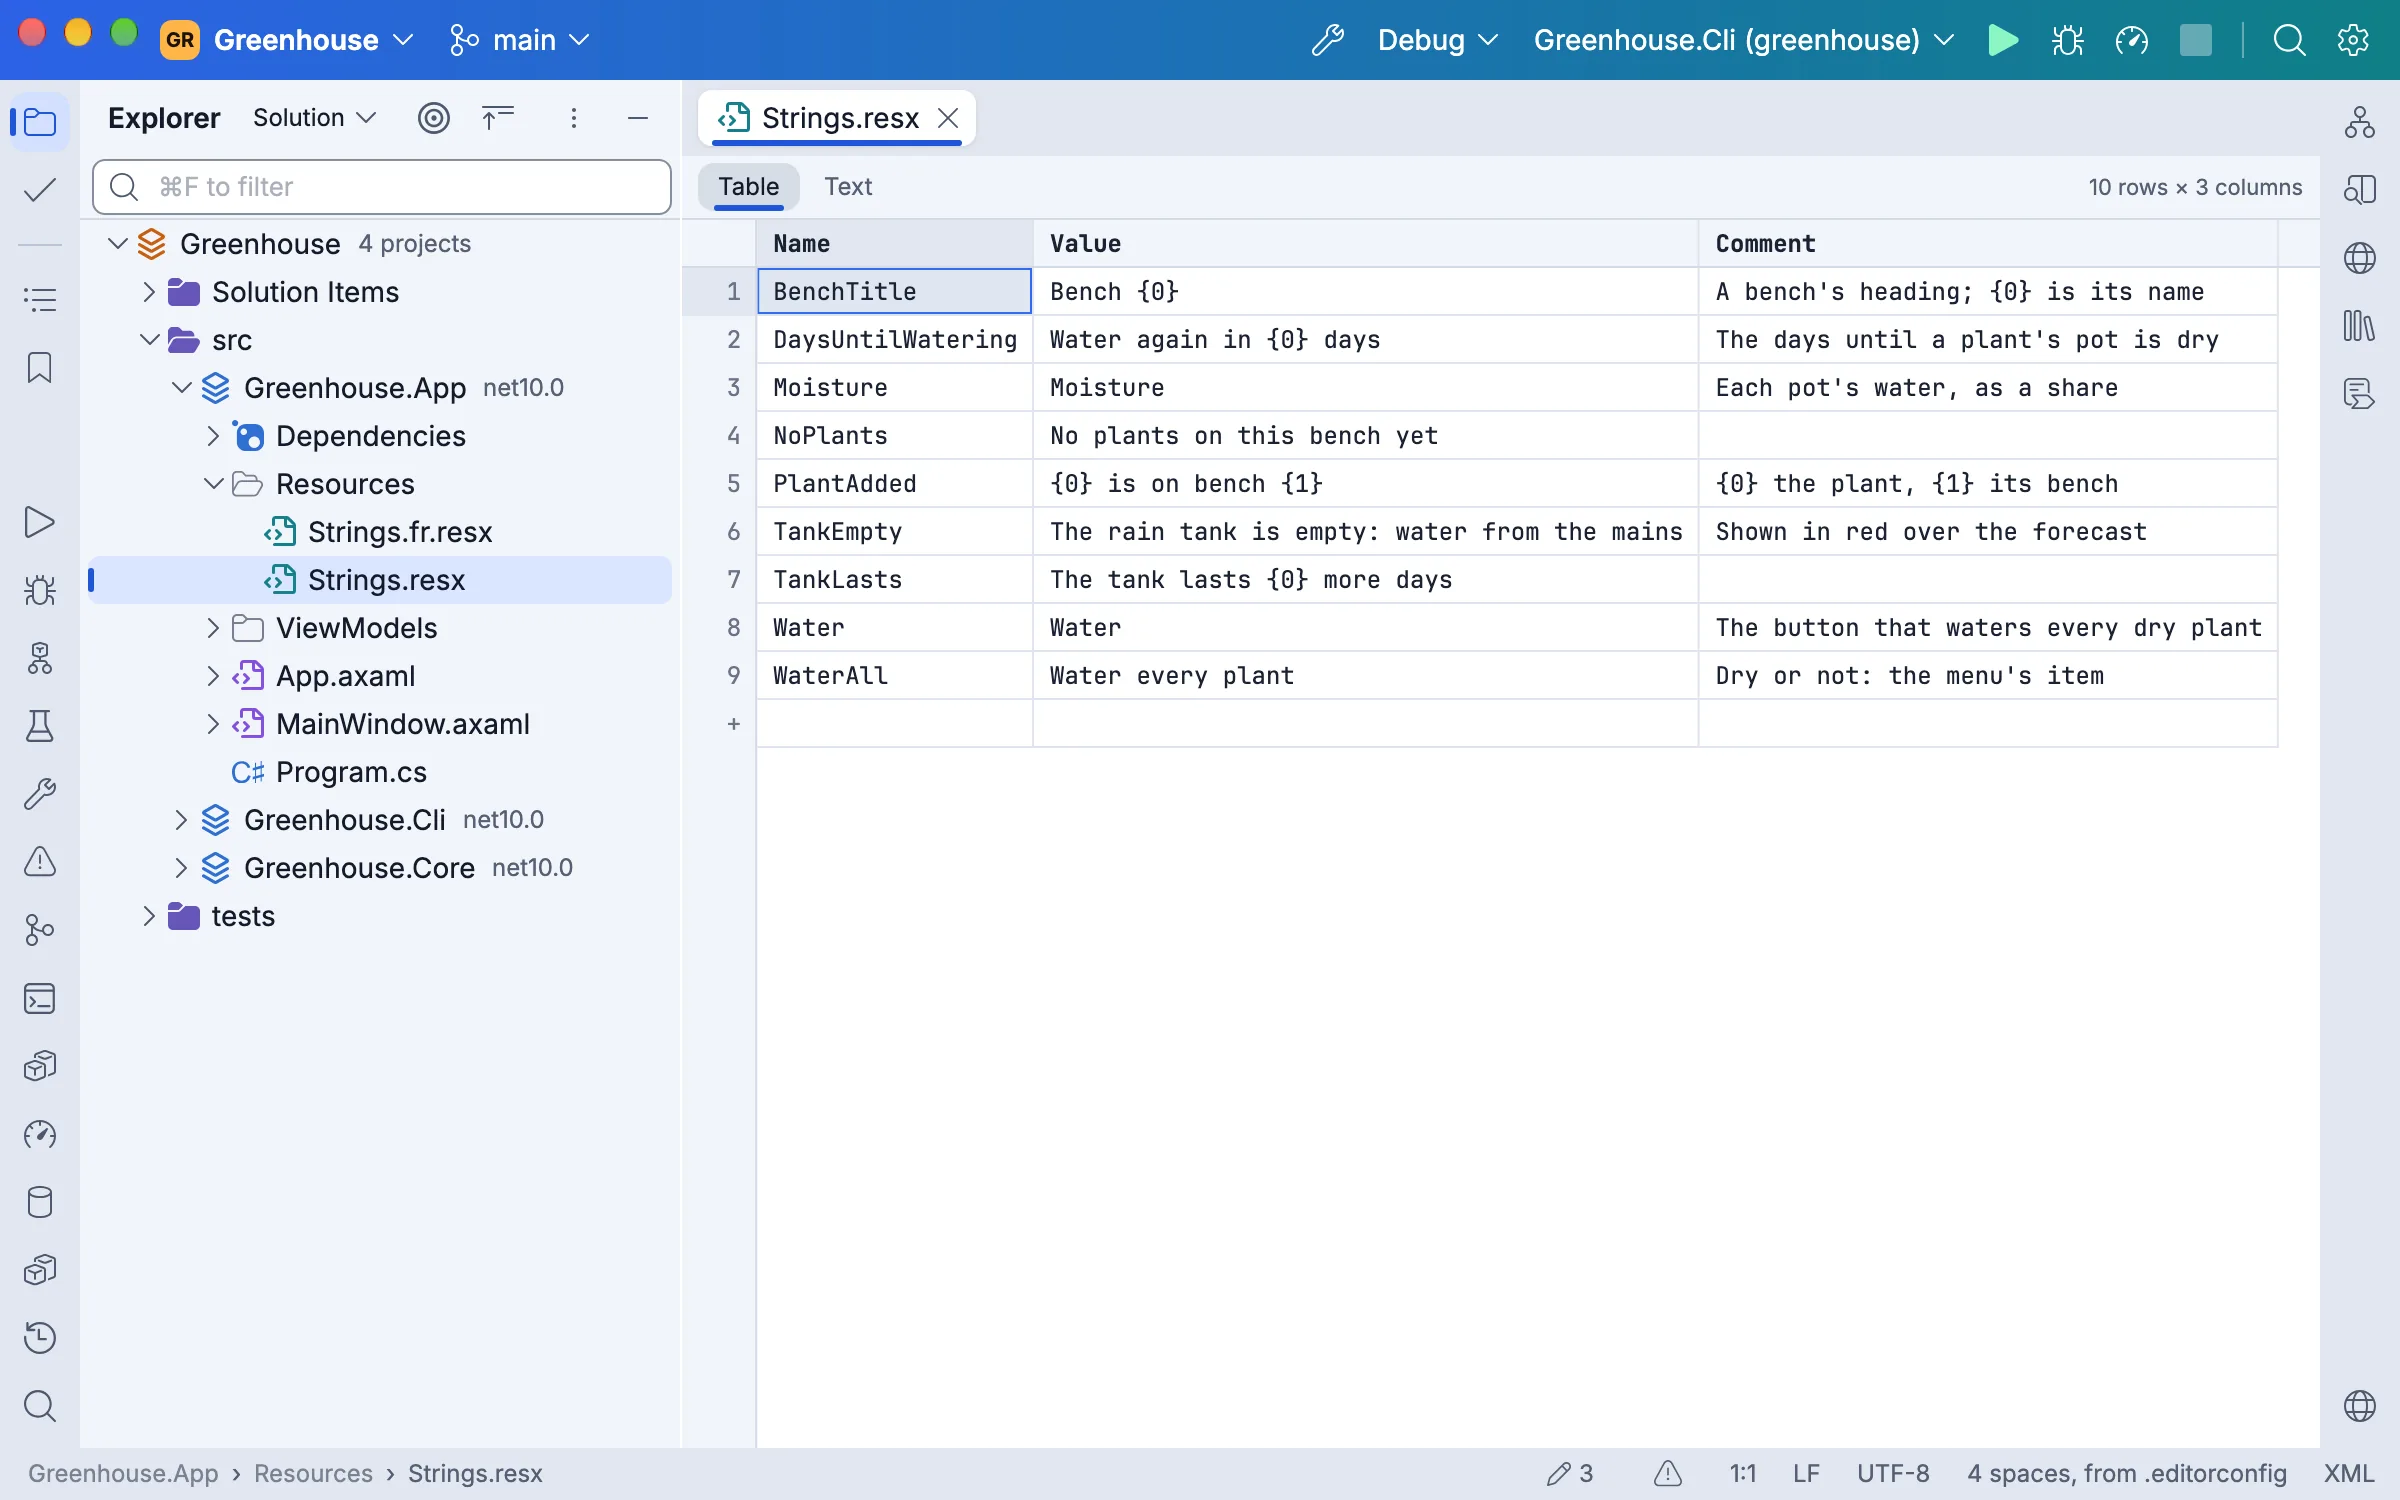 GR Greenhouse main Debug Greenhouse.Cli (greenhouse)
Explorer Solution
⌘F to filter
Greenhouse 4 projects
Solution Items
src
Greenhouse.App net10.0
Dependencies
Resources
Strings.fr.resx
Strings.resx
ViewModels
App.axaml
MainWindow.axaml
C# Program.cs
Greenhouse.Cli net10.0
Greenhouse.Core net10.0
tests
Strings.resx
Table Text 10 rows × 3 columns
Name Value Comment
1 BenchTitle Bench {0} A bench's heading; {0} is its name
2 DaysUntilWatering Water again in {0} days The days until a plant's pot is dry
3 Moisture Moisture Each pot's water, as a share
4 NoPlants No plants on this bench yet
5 PlantAdded {0} is on bench {1} {0} the plant, {1} its bench
6 TankEmpty The rain tank is empty: water from the mains Shown in red over the forecast
7 TankLasts The tank lasts {0} more days
8 Water Water The button that waters every dry plant
9 WaterAll Water every plant Dry or not: the menu's item
+
Greenhouse.App › Resources › Strings.resx 3 1:1 LF UTF-8 4 spaces, from .editorconfig XML